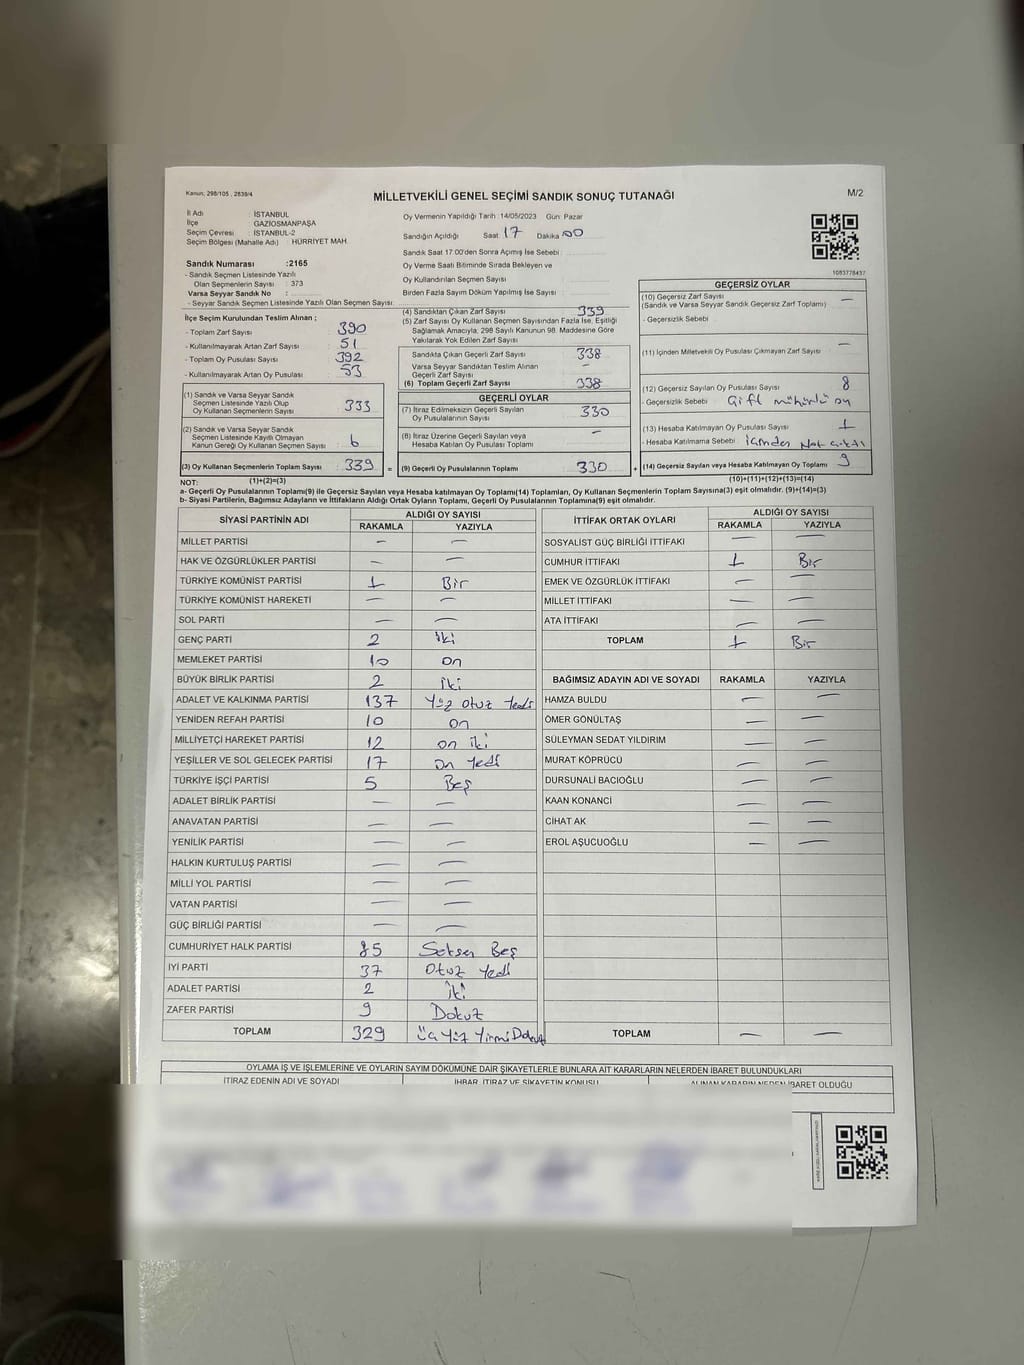 Kanun, 298/105 , 2839/4
MİLLETVEKİLİ GENEL SEÇİMİ SANDIK SONUÇ TUTANAĞI
M/2
İl Adı : İSTANBUL
İlçe : GAZİOSMANPAŞA
Seçim Çevresi : İSTANBUL-2
Seçim Bölgesi (Mahalle Adı) : HÜRRİYET MAH.
Sandık Numarası :2165
- Sandık Seçmen Listesinde Yazılı
Olan Seçmenlerin Sayısı : 373
Varsa Seyyar Sandık No :
- Seyyar Sandık Seçmen Listesinde Yazılı Olan Seçmen Sayısı:
Oy Vermenin Yapıldığı Tarih :14/05/2023 Gün: Pazar
Sandığın Açıldığı Saat: 17 Dakika: 00
Sandık Saat 17:00'den Sonra Açılmış İse Sebebi :
Oy Verme Saati Bitiminde Sırada Bekleyen ve
Oy Kullandırılan Seçmen Sayısı
Birden Fazla Sayım Döküm Yapılmış İse Sayısı :
1083778437
İlçe Seçim Kurulundan Teslim Alınan ;
- Toplam Zarf Sayısı : 390
- Kullanılmayarak Artan Zarf Sayısı : 51
- Toplam Oy Pusulası Sayısı : 392
- Kullanılmayarak Artan Oy Pusulası : 53
(1) Sandık ve Varsa Seyyar Sandık
Seçmen Listesinde Yazılı Olup
Oy Kullanan Seçmenlerin Sayısı : 333
(2) Sandık ve Varsa Seyyar Sandık
Seçmen Listesinde Kayıtlı Olmayan
Kanun Gereği Oy Kullanan Seçmen Sayısı : 6
(3) Oy Kullanan Seçmenlerin Toplam Sayısı : 339 =
(4) Sandıktan Çıkan Zarf Sayısı : 339
(5) Zarf Sayısı Oy Kullanan Seçmen Sayısından Fazla İse, Eşitliği
Sağlamak Amacıyla, 298 Sayılı Kanunun 98. Maddesine Göre
Yakılarak Yok Edilen Zarf Sayısı :
Sandıkta Çıkan Geçerli Zarf Sayısı : 338
Varsa Seyyar Sandıktan Teslim Alınan
Geçerli Zarf Sayısı : –
(6) Toplam Geçerli Zarf Sayısı : 338
GEÇERLİ OYLAR
(7) İtiraz Edilmeksizin Geçerli Sayılan
Oy Pusulalarının Sayısı : 330
(8) İtiraz Üzerine Geçerli Sayılan veya
Hesaba Katılan Oy Pusulası Toplamı : –
(9) Geçerli Oy Pusulalarının Toplamı : 330 +
GEÇERSİZ OYLAR
(10) Geçersiz Zarf Sayısı : –
(Sandık ve Varsa Seyyar Sandık Geçersiz Zarf Toplamı)
- Geçersizlik Sebebi :
(11) İçinden Milletvekili Oy Pusulası Çıkmayan Zarf Sayısı : –
(12) Geçersiz Sayılan Oy Pusulası Sayısı : 8
- Geçersizlik Sebebi : Çift mühürlü oy
(13) Hesaba Katılmayan Oy Pusulası Sayısı : 1
- Hesaba Katılmama Sebebi : İçinden Not çıktı
(14) Geçersiz Sayılan veya Hesaba Katılmayan Oy Toplamı : 9
NOT: (1)+(2)=(3) (10)+(11)+(12)+(13)=(14)
a- Geçerli Oy Pusulalarının Toplamı(9) ile Geçersiz Sayılan veya Hesaba katılmayan Oy Toplamı(14) Toplamları, Oy Kullanan Seçmenlerin Toplam Sayısına(3) eşit olmalıdır. (9)+(14)=(3)
b- Siyasi Partilerin, Bağımsız Adayların ve İttifakların Aldığı Ortak Oyların Toplamı, Geçerli Oy Pusulalarının Toplamına(9) eşit olmalıdır.
SİYASİ PARTİNİN ADI ALDIĞI OY SAYISI
RAKAMLA YAZIYLA
MİLLET PARTİSİ – –
HAK VE ÖZGÜRLÜKLER PARTİSİ – –
TÜRKİYE KOMÜNİST PARTİSİ 1 Bir
TÜRKİYE KOMÜNİST HAREKETİ – –
SOL PARTİ – –
GENÇ PARTİ 2 iki
MEMLEKET PARTİSİ 10 on
BÜYÜK BİRLİK PARTİSİ 2 iki
ADALET VE KALKINMA PARTİSİ 137 Yüz otuz Yedi
YENİDEN REFAH PARTİSİ 10 on
MİLLİYETÇİ HAREKET PARTİSİ 12 on iki
YEŞİLLER VE SOL GELECEK PARTİSİ 17 on Yedi
TÜRKİYE İŞÇİ PARTİSİ 5 Beş
ADALET BİRLİK PARTİSİ – –
ANAVATAN PARTİSİ – –
YENİLİK PARTİSİ – –
HALKIN KURTULUŞ PARTİSİ – –
MİLLİ YOL PARTİSİ – –
VATAN PARTİSİ – –
GÜÇ BİRLİĞİ PARTİSİ – –
CUMHURİYET HALK PARTİSİ 85 Seksen Beş
İYİ PARTİ 37 Otuz Yedi
ADALET PARTİSİ 2 iki
ZAFER PARTİSİ 9 Dokuz
TOPLAM 329 üç Yüz Yirmi Dokuz
İTTİFAK ORTAK OYLARI ALDIĞI OY SAYISI
RAKAMLA YAZIYLA
SOSYALİST GÜÇ BİRLİĞİ İTTİFAKI – –
CUMHUR İTTİFAKI 1 Bir
EMEK VE ÖZGÜRLÜK İTTİFAKI – –
MİLLET İTTİFAKI – –
ATA İTTİFAKI – –
TOPLAM 1 Bir
BAĞIMSIZ ADAYIN ADI VE SOYADI RAKAMLA YAZIYLA
HAMZA BULDU – –
ÖMER GÖNÜLTAŞ – –
SÜLEYMAN SEDAT YILDIRIM – –
MURAT KÖPRÜCÜ – –
DURSUNALİ BACIOĞLU – –
KAAN KONANCİ – –
CİHAT AK – –
EROL AŞUCUOĞLU – –
TOPLAM – –
OYLAMA İŞ VE İŞLEMLERİNE VE OYLARIN SAYIM DÖKÜMÜNE DAİR ŞİKAYETLERLE BUNLARA AİT KARARLARIN NELERDEN İBARET BULUNDUKLARI
İTİRAZ EDENİN ADI VE SOYADI İHBAR, İTİRAZ VE ŞİKAYETİN KONUSU ALINAN KARARIN NEDEN İBARET OLDUĞU